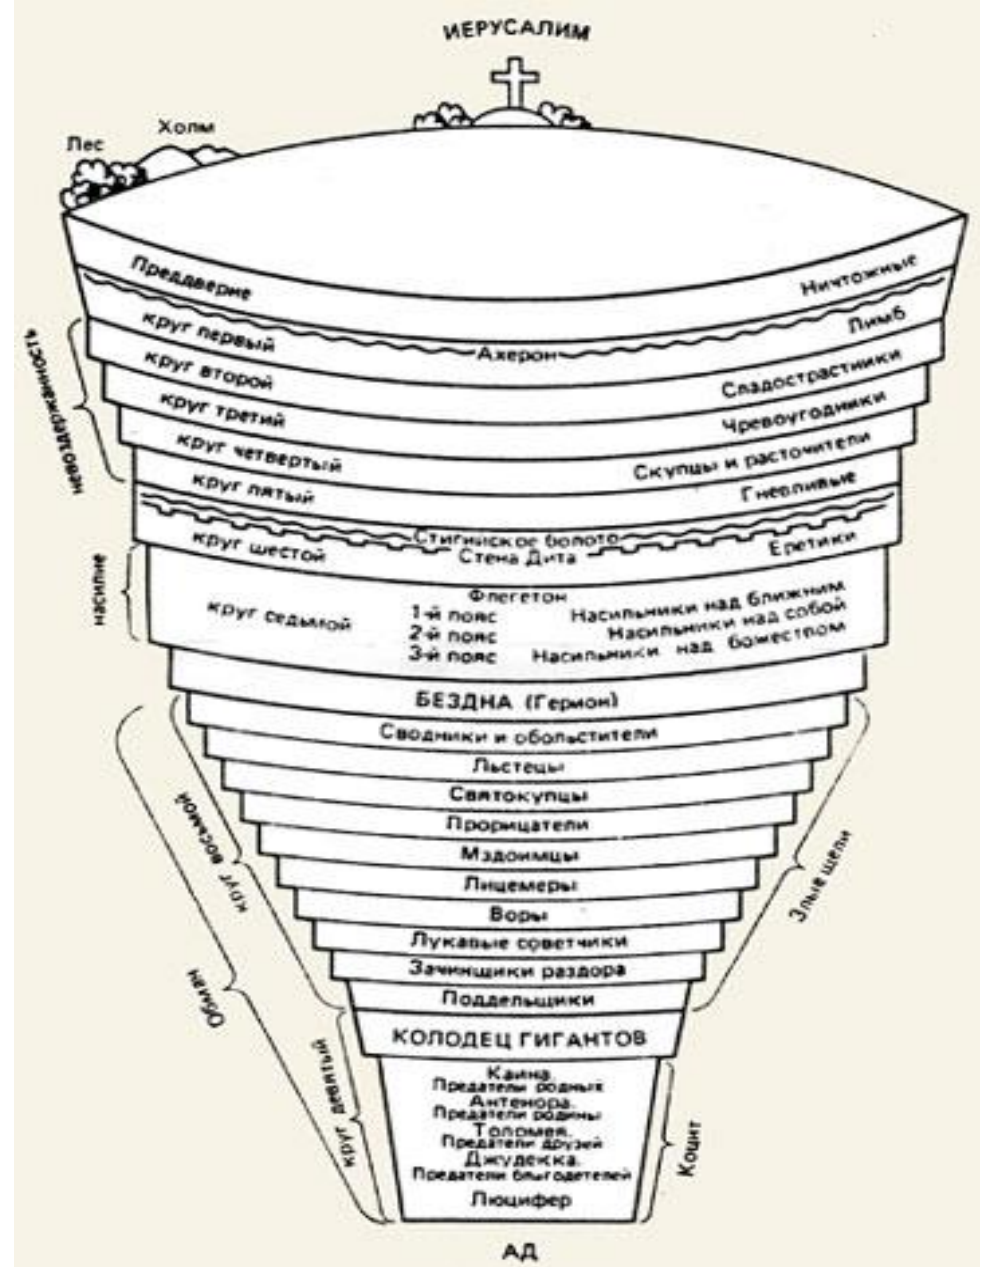 ИЕРУСАЛИМ
Холм
Лес
Преддверие Ничтожные
Ахерон
круг первый Лимб
круг второй Сладострастники
круг третий Чревоугодники
круг четвертый Скупцы и расточители
круг пятый Гневливые
невоздержанность
Стигийское болото
Стена Дита
круг шестой Еретики
насилие
Флегетон
круг седьмой
1-й пояс Насильники над ближним
2-й пояс Насильники над собой
3-й пояс Насильники над божеством
БЕЗДНА (Герион)
Сводники и обольстители
Льстецы
Святокупцы
Прорицатели
Мздоимцы
Лицемеры
Воры
Лукавые советчики
Зачинщики раздора
Поддельщики
круг восьмой
Злые щели
Обман
КОЛОДЕЦ ГИГАНТОВ
круг девятый
Каина.
Предатели родных
Антенора.
Предатели родины
Толомея.
Предатели друзей
Джудекка.
Предатели благодетелей
Люцифер
Коцит
АД